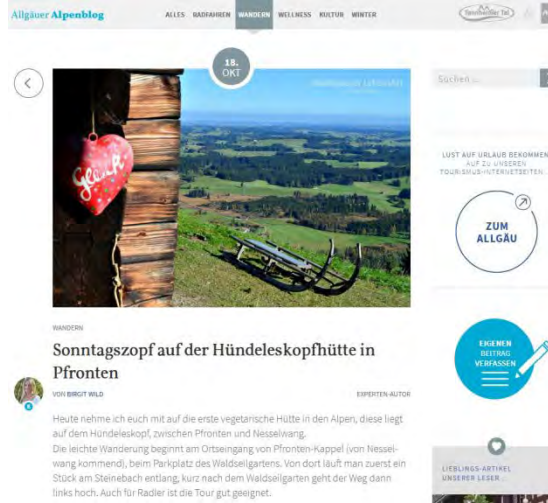 Allgäuer Alpenblog
ALLES RADFAHREN WANDERN WELLNESS KULTUR WINTER
18.
OKT
Suchen ...
Glück
LUST AUF URLAUB BEKOMMEN
AUF ZU UNSEREN
TOURISMUS-INTERNETSEITEN...
ZUM
ALLGÄU
WANDERN
Sonntagszopf auf der Hündeleskopfhütte in
Pfronten
VON BIRGIT WILD
EXPERTEN-AUTOR
EIGENEN
BEITRAG
VERFASSEN
Heute nehme ich euch mit auf die erste vegetarische Hütte in den Alpen, diese liegt
auf dem Hündeleskopf, zwischen Pfronten und Nesselwang.
Die leichte Wanderung beginnt am Ortseingang von Pfronten-Kappel (von Nessel-
wang kommend), beim Parkplatz des Waldseilgartens. Von dort läuft man zuerst ein
Stück am Steinebach entlang, kurz nach dem Waldseilgarten geht der Weg dann
links hoch. Auch für Radler ist die Tour gut geeignet.
LIEBLINGS-ARTIKEL
UNSERER LESER